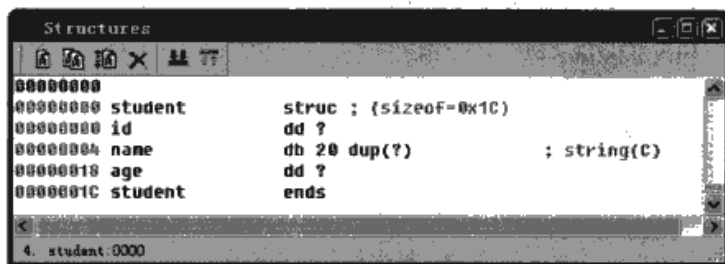 Structures
00000000
00000000 student struc ; (sizeof=0x1C)
00000000 id dd ?
00000004 name db 20 dup(?) ; string(C)
00000018 age dd ?
0000001C student ends
4. student:0000